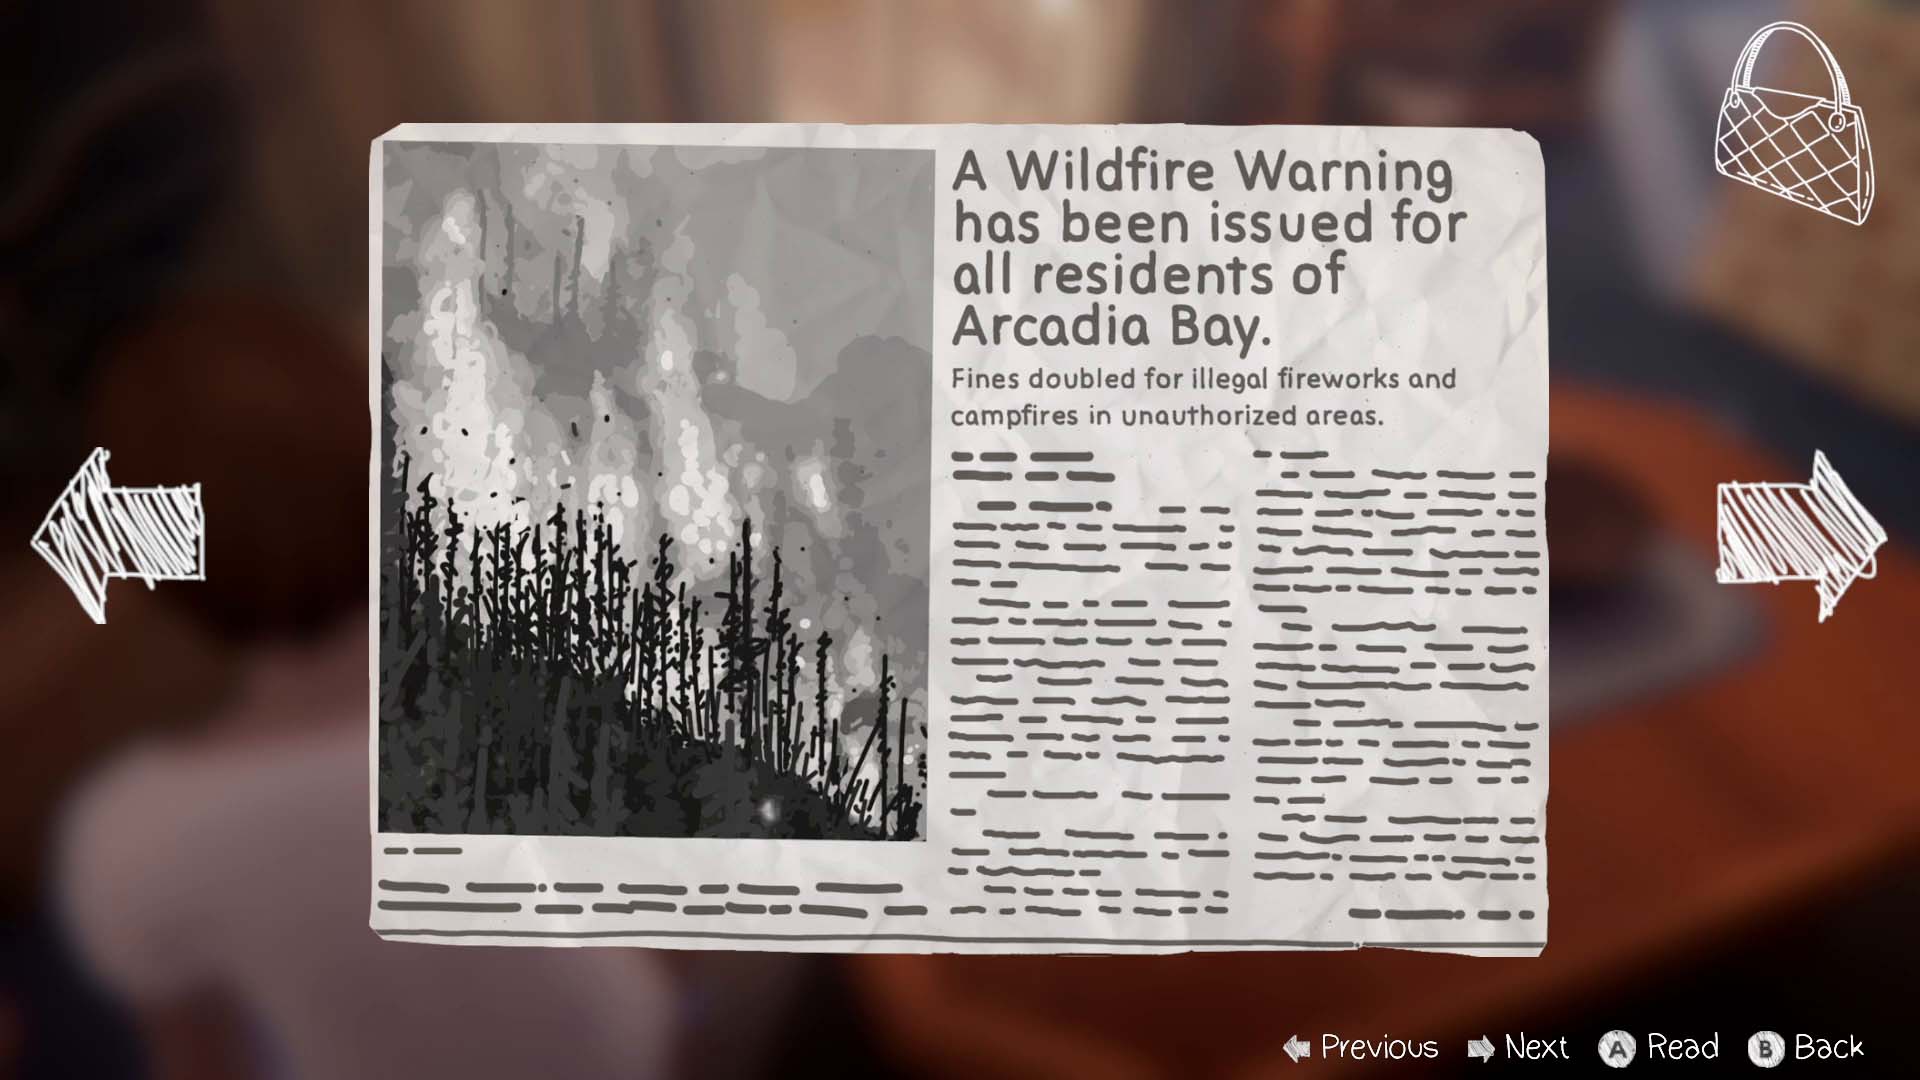 A Wildfire Warning
has been issued for
all residents of
Arcadia Bay.
Fines doubled for illegal fireworks and
campfires in unauthorized areas.
Previous Next A Read B Back